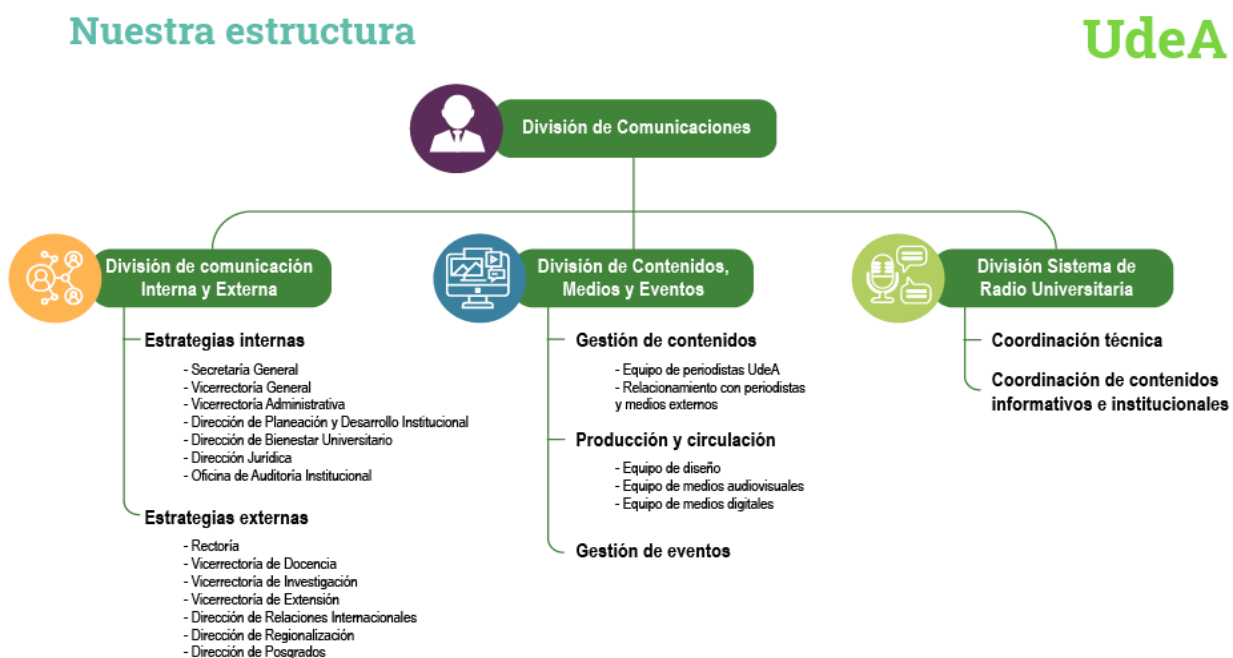 Nuestra estructura
UdeA
División de Comunicaciones
División de comunicación
Interna y Externa
Estrategias internas
- Secretaría General
- Vicerrectoría General
- Vicerrectoría Administrativa
- Dirección de Planeación y Desarrollo Institucional
- Dirección de Bienestar Universitario
- Dirección Jurídica
- Oficina de Auditoría Institucional
Estrategias externas
- Rectoría
- Vicerrectoría de Docencia
- Vicerrectoría de Investigación
- Vicerrectoría de Extensión
- Dirección de Relaciones Internacionales
- Dirección de Regionalización
- Dirección de Posgrados
División de Contenidos,
Medios y Eventos
Gestión de contenidos
- Equipo de periodistas UdeA
- Relacionamiento con periodistas
y medios externos
Producción y circulación
- Equipo de diseño
- Equipo de medios audiovisuales
- Equipo de medios digitales
Gestión de eventos
División Sistema de
Radio Universitaria
Coordinación técnica
Coordinación de contenidos
informativos e institucionales